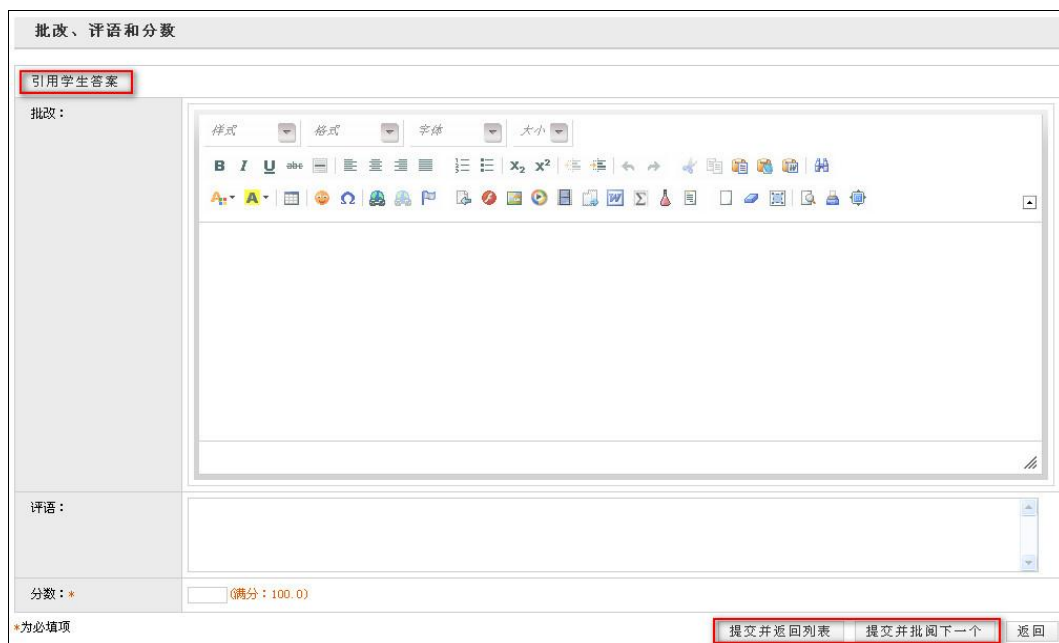 批改、评语和分数
引用学生答案
批改：
样式 格式 字体 大小
评语：
分数：* (满分：100.0)
*为必填项
提交并返回列表 提交并批阅下一个 返回